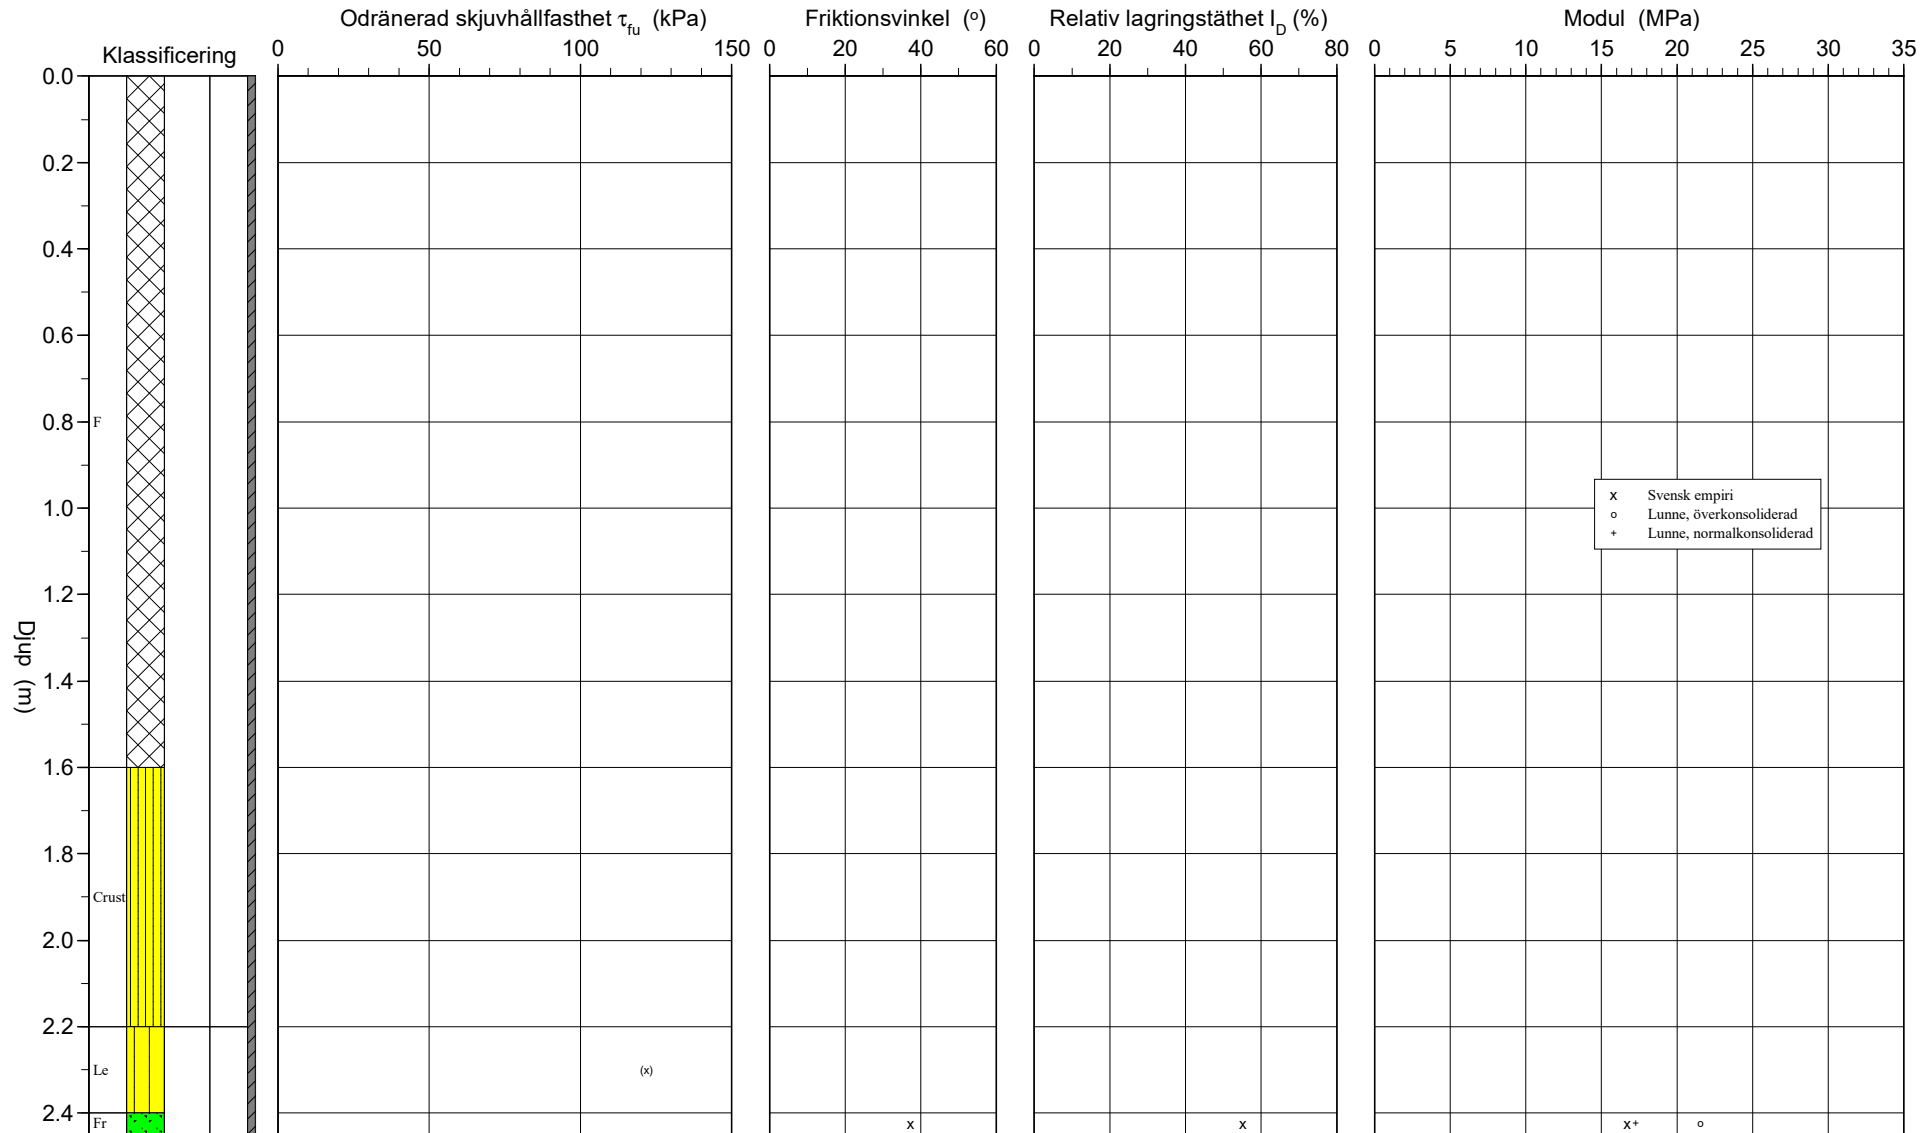 Odränerad skjuvhållfasthet τfu (kPa) Friktionsvinkel (o) Relativ lagringstäthet ID (%) Modul (MPa)
Klassificering 0 50 100 150 0 20 40 60 0 20 40 60 80 0 5 10 15 20 25 30 35
0.0
0.2
0.4
0.6
0.8 F
1.0
x Svensk empiri
o Lunne, överkonsoliderad
+ Lunne, normalkonsoliderad
1.2
Djup (m)
1.4
1.6
1.8
Crust
2.0
2.2
Le (x)
2.4
Fr x x x+ o